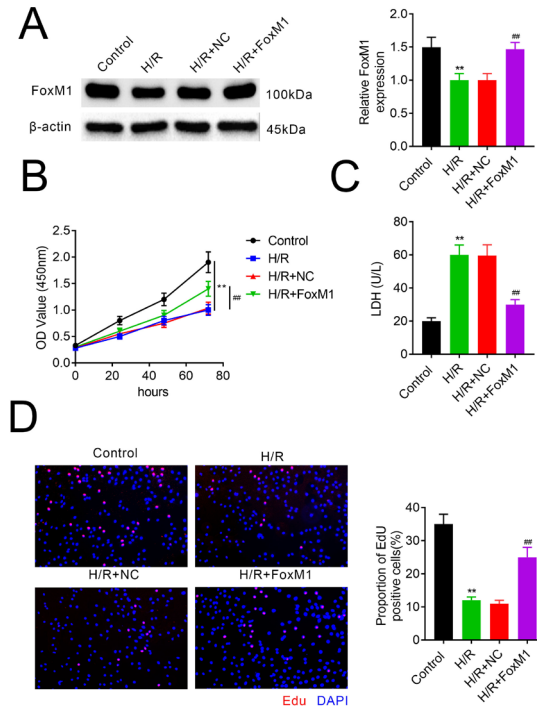 A
Control
H/R
H/R+NC
H/R+FoxM1
FoxM1
100kDa
β-actin
45kDa
Relative FoxM1
expression
2.0
1.5
1.0
0.5
0.0
**
##
Control
H/R
H/R+NC
H/R+FoxM1
B
OD Value (450nm)
2.5
2.0
1.5
1.0
0.5
0.0
0
20
40
60
80
hours
Control
H/R
H/R+NC
H/R+FoxM1
**
##
C
LDH (U/L)
80
60
40
20
0
**
##
Control
H/R
H/R+NC
H/R+FoxM1
D
Control
H/R
H/R+NC
H/R+FoxM1
Edu DAPI
Proportion of EdU
positive cells(%)
40
30
20
10
0
**
##
Control
H/R
H/R+NC
H/R+FoxM1